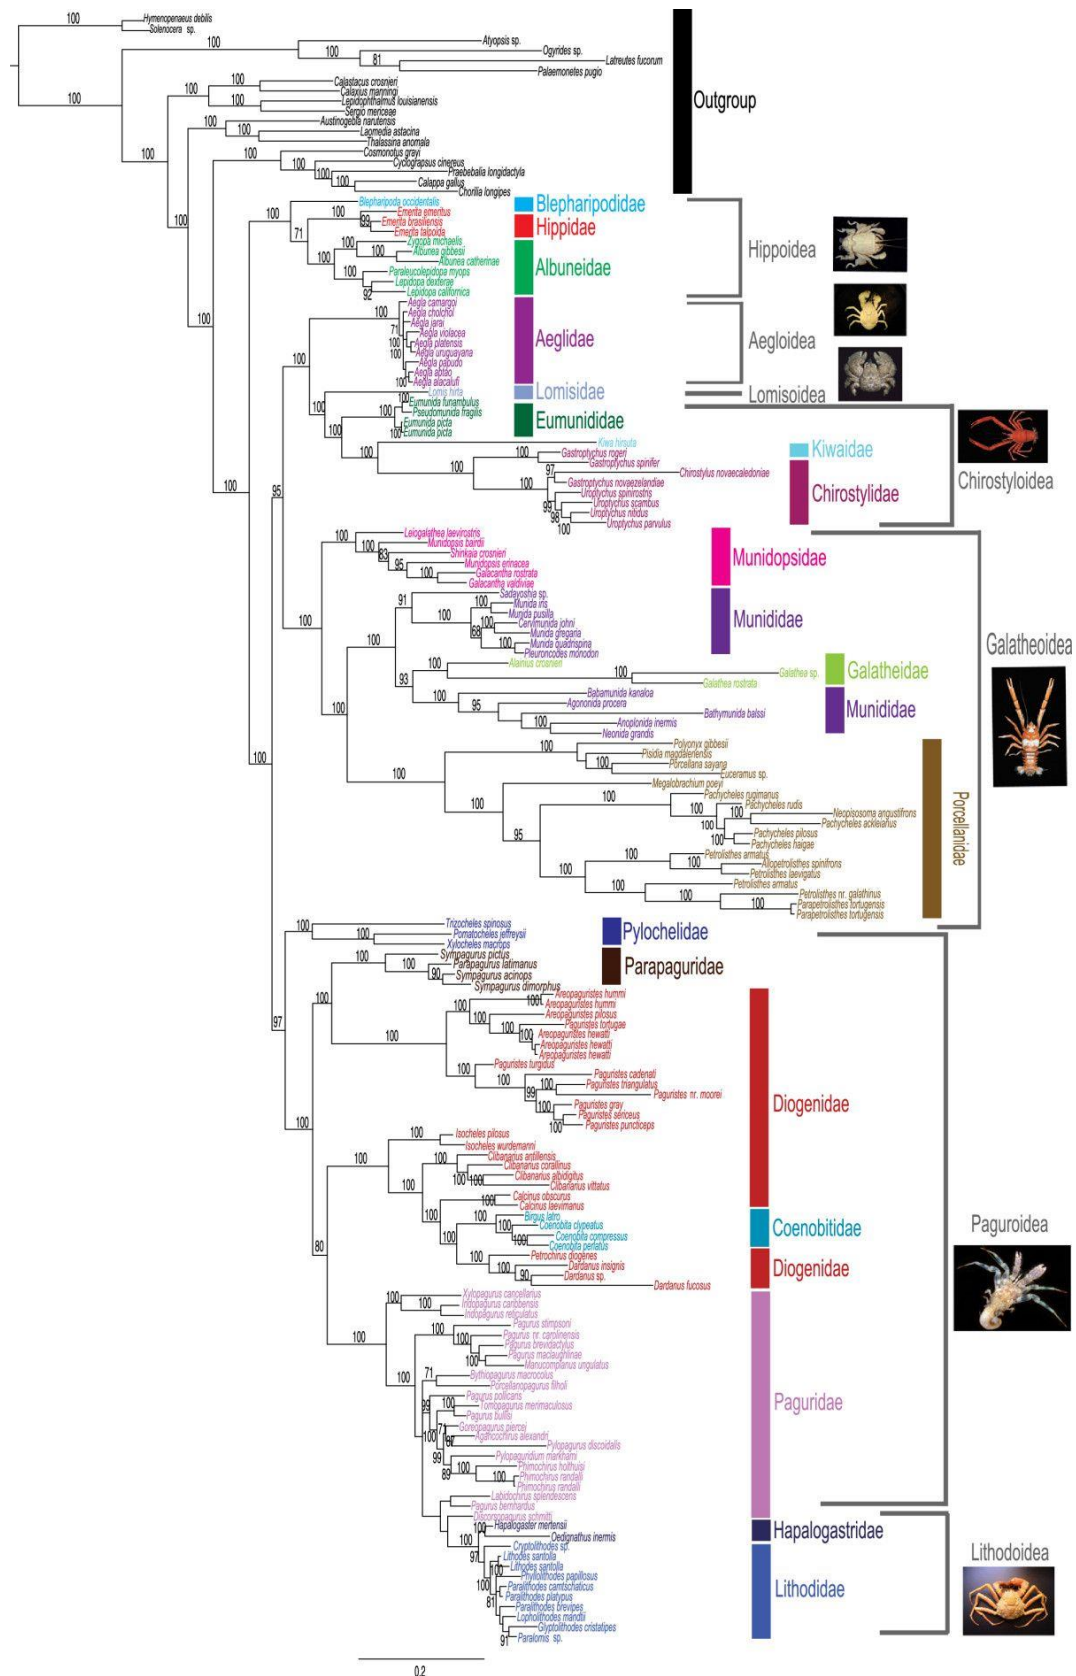 Hymenopenaeus debilis
Solenocera sp.
Atyopsis sp.
Ogyrides sp.
Latreutes fucorum
Palaemonetes pugio
Calastacus crosnieri
Calaxius manningi
Lepidophthalmus louisianensis
Sergio mericeae
Austinogebia narutensis
Laomedia astacina
Thalassina anomala
Cosmonotus grayi
Cyclograpsus cinereus
Praebebalia longidactyla
Calappa gallus
Chorilia longipes
Outgroup
Blepharipoda occidentalis
Emerita emeritus
Emerita brasiliensis
Emerita talpoida
Zygopa michaelis
Albunea gibbesii
Albunea catherinae
Paraleucolepidopa myops
Lepidopa dexterae
Lepidopa californica
Blepharipodidae
Hippidae
Albuneidae
Hippoidea
Aegla camargoi
Aegla cholchol
Aegla jarai
Aegla violacea
Aegla platensis
Aegla uruguayana
Aegla papudo
Aegla abtao
Aegla alacalufi
Aeglidae
Aegloidea
Lomis hirta
Lomisidae
Lomisoidea
Eumunida funambulus
Pseudomunida fragilis
Eumunida picta
Eumunida picta
Eumunididae
Kiwa hirsuta
Kiwaidae
Gastroptychus rogeri
Gastroptychus spinifer
Chirostylus novaecaledoniae
Gastroptychus novaezelandiae
Uroptychus spinirostris
Uroptychus scambus
Uroptychus nitidus
Uroptychus parvulus
Chirostylidae
Chirostyloidea
Leiogalathea laevirostris
Munidopsis bairdii
Shinkaia crosnieri
Munidopsis erinacea
Galacantha rostrata
Galacantha valdiviae
Munidopsidae
Sadayoshia sp.
Munida iris
Munida pusilla
Cervimunida johni
Munida gregaria
Munida quadrispina
Pleuroncodes monodon
Munididae
Alainius crosnieri
Galathea sp.
Galathea rostrata
Galatheidae
Babamunida kanaloa
Agononida procera
Bathymunida balssi
Anoplonida inermis
Neonida grandis
Munididae
Galatheoidea
Polyonyx gibbesii
Pisidia magdalenensis
Porcellana sayana
Euceramus sp.
Megalobrachium poeyi
Pachycheles rugimanus
Pachycheles rudis
Neopisosoma angustifrons
Pachycheles ackleianus
Pachycheles pilosus
Pachycheles haigae
Petrolisthes armatus
Allopetrolisthes spinifrons
Petrolisthes laevigatus
Petrolisthes armatus
Petrolisthes nr. galathinus
Parapetrolisthes tortugensis
Parapetrolisthes tortugensis
Porcellanidae
Trizocheles spinosus
Pomatocheles jeffreysii
Xylocheles macrops
Pylochelidae
Sympagurus pictus
Parapagurus latimanus
Sympagurus acinops
Sympagurus dimorphus
Parapaguridae
Areopaguristes hummi
Areopaguristes hummi
Areopaguristes pilosus
Paguristes tortugae
Areopaguristes hewatti
Areopaguristes hewatti
Areopaguristes hewatti
Paguristes turgidus
Paguristes cadenati
Paguristes triangulatus
Paguristes nr. moorei
Paguristes gray
Paguristes sericeus
Paguristes puncticeps
Isocheles pilosus
Isocheles wurdemanni
Clibanarius antillensis
Clibanarius corallinus
Clibanarius albidigitus
Clibanarius vittatus
Calcinus obscurus
Calcinus laevimanus
Diogenidae
Birgus latro
Coenobita clypeatus
Coenobita compressus
Coenobita perlatus
Coenobitidae
Petrochirus diogenes
Dardanus insignis
Dardanus sp.
Dardanus fucosus
Diogenidae
Paguroidea
Xylopagurus cancellarius
Iridopagurus caribbensis
Iridopagurus reticulatus
Pagurus stimpsoni
Pagurus nr. carolinensis
Pagurus brevidactylus
Pagurus maclaughlinae
Manucomplanus ungulatus
Bythiopagurus macrocolus
Porcellanopagurus filholi
Pagurus pollicaris
Tomopagurus merimaculosus
Pagurus bullisi
Goreopagurus piercei
Agaricochirus alexandri
Pylopagurus discoidalis
Pylopaguridium markhami
Phimochirus holthuisi
Phimochirus randalli
Phimochirus randalli
Labidochirus splendescens
Pagurus bernhardus
Discorsopagurus schmitti
Paguridae
Hapalogaster mertensii
Oedignathus inermis
Hapalogastridae
Cryptolithodes sp.
Lithodes santolla
Lithodes santolla
Phyllolithodes papillosus
Paralithodes camtschaticus
Paralithodes platypus
Paralithodes brevipes
Lopholithodes mandtii
Glyptolithodes cristatipes
Paralomis sp.
Lithodidae
Lithodoidea
0.2